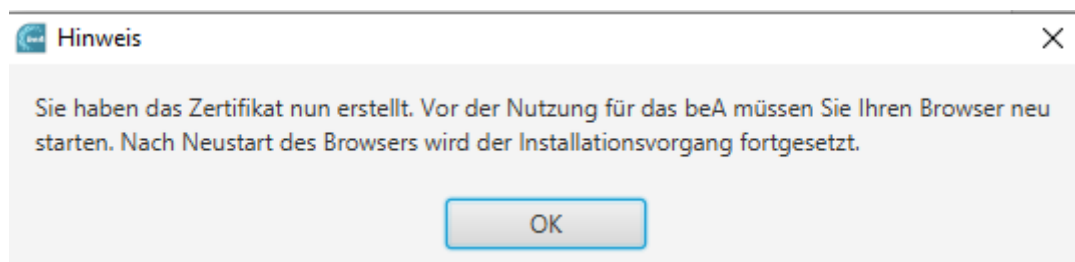 Hinweis
Sie haben das Zertifikat nun erstellt. Vor der Nutzung für das beA müssen Sie Ihren Browser neu
starten. Nach Neustart des Browsers wird der Installationsvorgang fortgesetzt.
OK